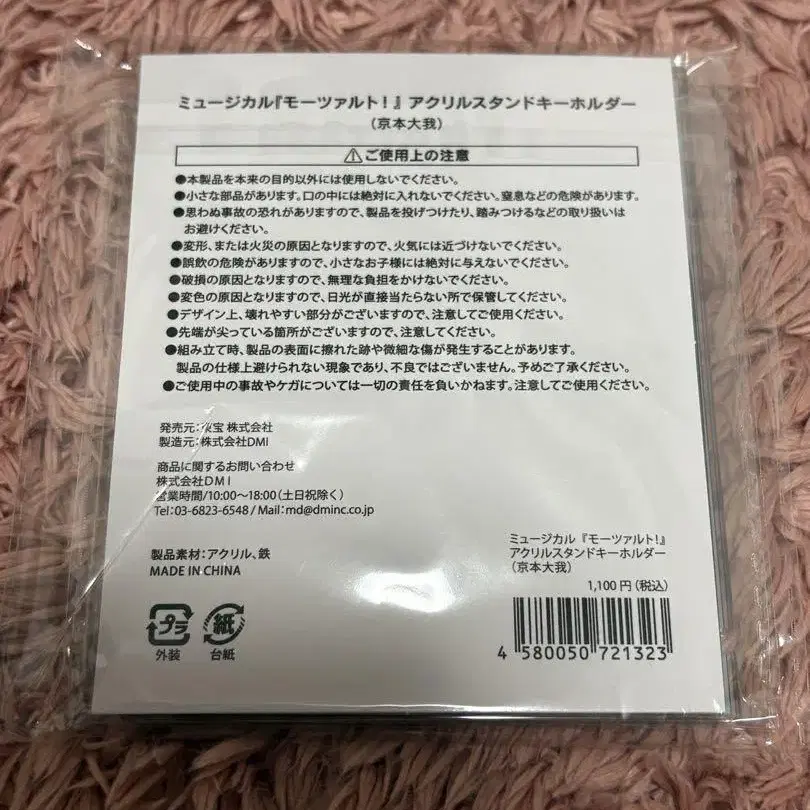 ミュージカル『モーツァルト!』アクリルスタンドキーホルダー
(京本大我)
⚠ご使用上の注意
●本製品を本来の目的以外には使用しないでください。
●小さな部品があります。口の中には絶対に入れないでください。窒息などの危険があります。
●思わぬ事故の恐れがありますので、製品を投げつけたり、踏みつけるなどの取り扱いは
お避けください。
●変形、または火災の原因となりますので、火気には近づけないでください。
●誤飲の危険がありますので、小さなお子様には絶対に与えないでください。
●破損の原因となりますので、無理な負担をかけないでください。
●変色の原因となりますので、日光が直接当たらない所で保管してください。
●デザイン上、壊れやすい部分がございますので、注意してご使用ください。
●先端が尖っている箇所がございますので、注意してください。
●組み立て時、製品の表面に擦れた跡や微細な傷が発生することがあります。
製品の仕様上避けられない現象であり、不良ではございません。予めご了承ください。
●ご使用中の事故やケガについては一切の責任を負いかねます。注意してご使用ください。
発売元:東宝 株式会社
製造元:株式会社DMI
商品に関するお問い合わせ
株式会社DMI
営業時間/10:00~18:00(土日祝除く)
Tel:03-6823-6548 / Mail:md@dminc.co.jp
製品素材:アクリル、鉄
MADE IN CHINA
プラ
外装
紙
台紙
ミュージカル『モーツァルト!』
アクリルスタンドキーホルダー
(京本大我)
1,100円(税込)
4 580050 721323